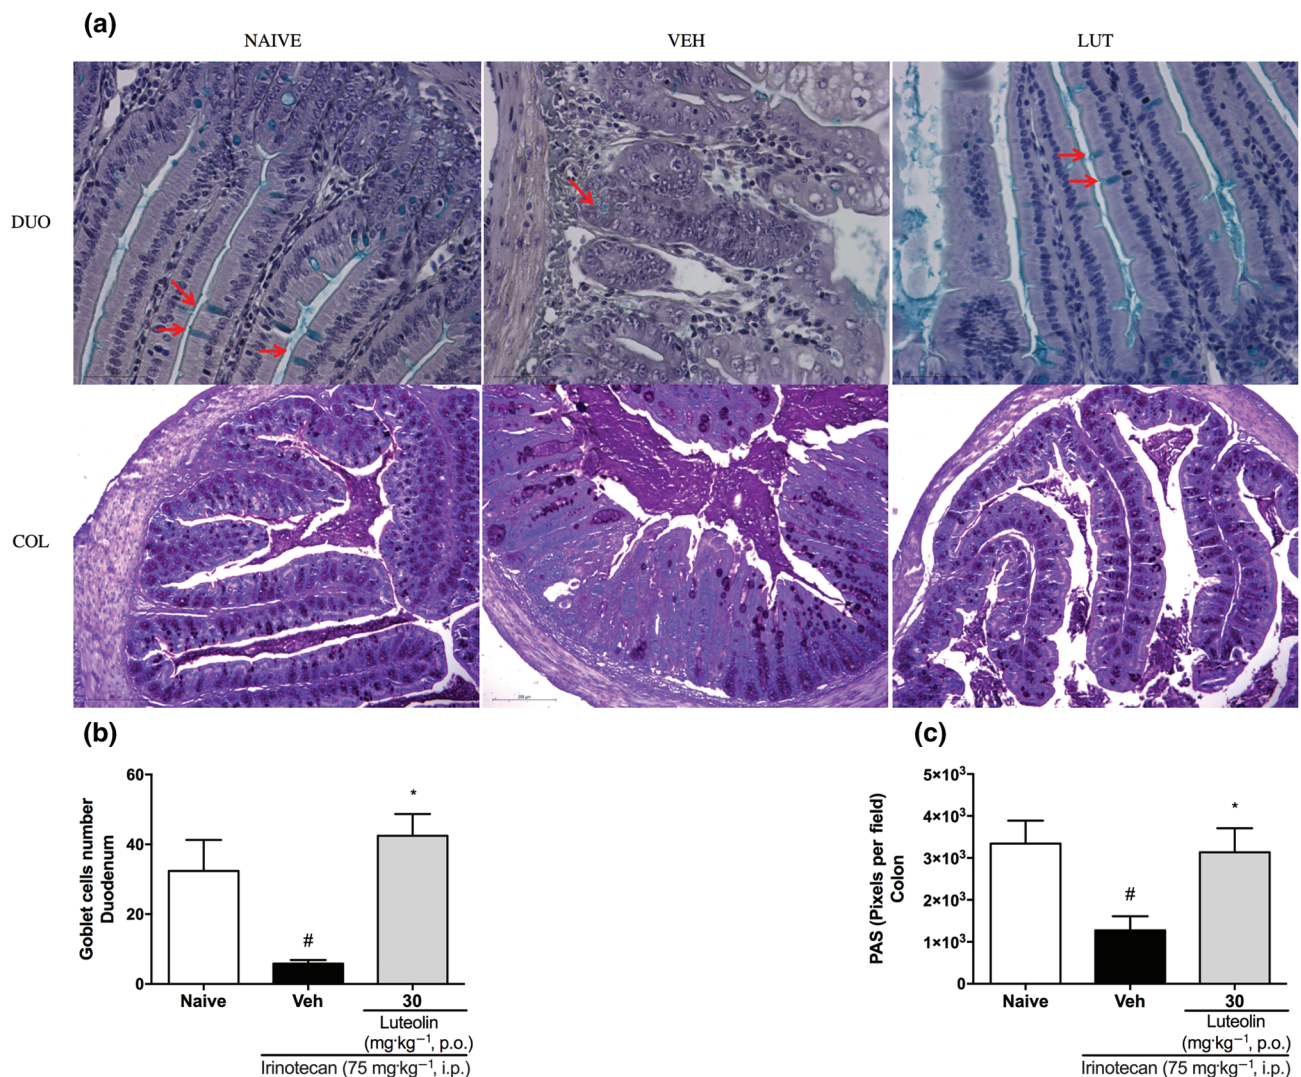 (a)
NAIVE VEH LUT
DUO
COL
200 µm
(b)
Goblet cells number
Duodenum
60
40
20
0
#
*
Naive Veh 30
Luteolin
(mg·kg⁻¹, p.o.)
Irinotecan (75 mg·kg⁻¹, i.p.)
(c)
PAS (Pixels per field)
Colon
5×10³
4×10³
3×10³
2×10³
1×10³
0
#
*
Naive Veh 30
Luteolin
(mg·kg⁻¹, p.o.)
Irinotecan (75 mg·kg⁻¹, i.p.)